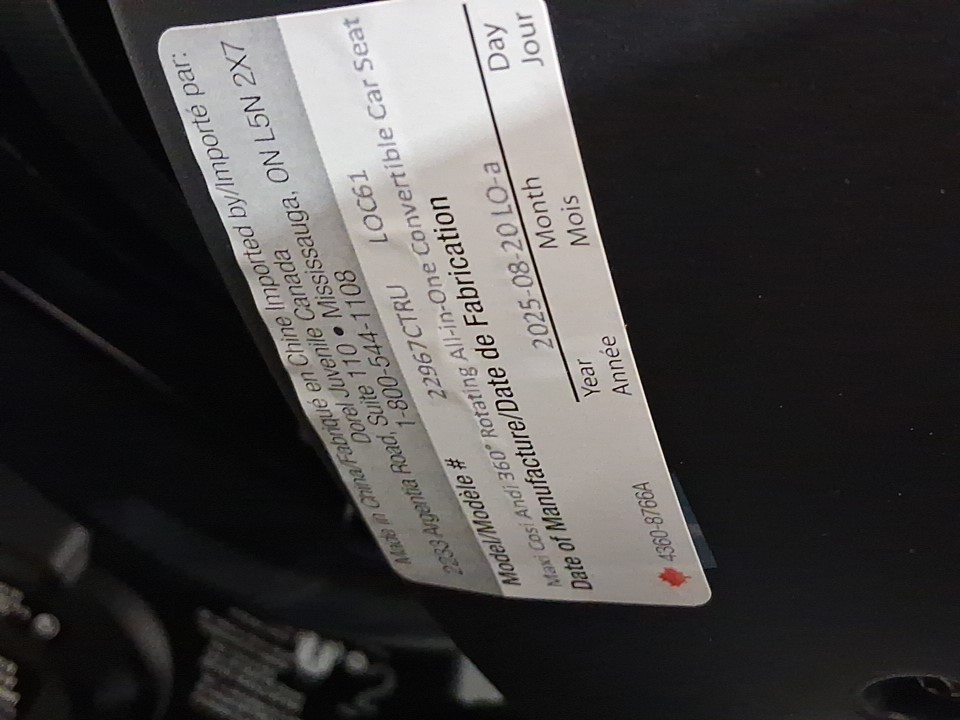 Made in China/Fabriqué en Chine Imported by/Importé par:
Dorel Juvenile Canada
2233 Argentia Road, Suite 110 • Mississauga, ON L5N 2X7
1-800-544-1108
Model/Modèle # 22967CTRU LOC61
Maxi Cosi Andi 360° Rotating All-in-One Convertible Car Seat
Date of Manufacture/Date de Fabrication
2025-08-20 LO-a
Year Month Day
Année Mois Jour
4360-8766A